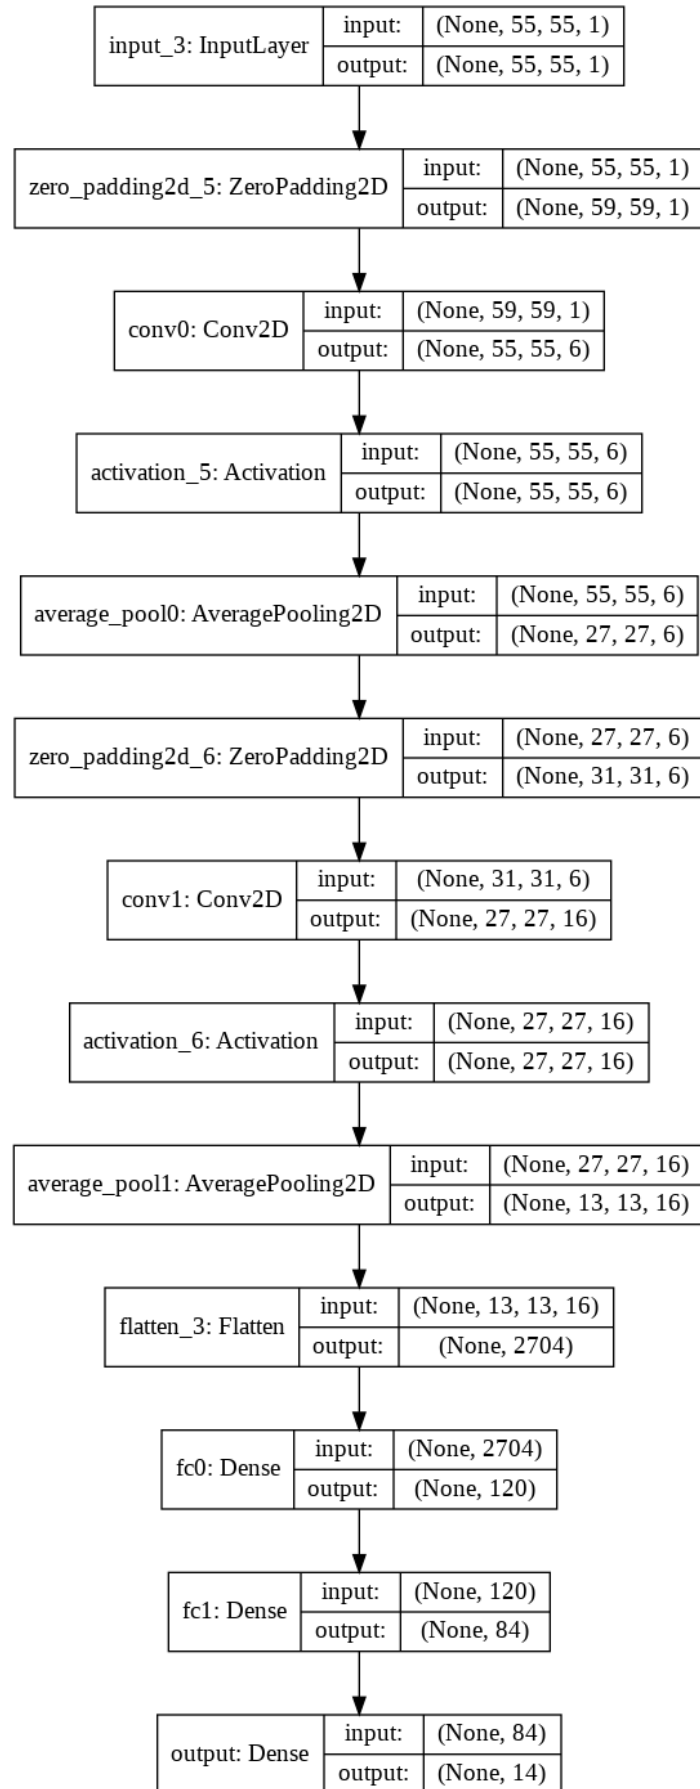 input_3: InputLayer
input: (None, 55, 55, 1)
output: (None, 55, 55, 1)
zero_padding2d_5: ZeroPadding2D
input: (None, 55, 55, 1)
output: (None, 59, 59, 1)
conv0: Conv2D
input: (None, 59, 59, 1)
output: (None, 55, 55, 6)
activation_5: Activation
input: (None, 55, 55, 6)
output: (None, 55, 55, 6)
average_pool0: AveragePooling2D
input: (None, 55, 55, 6)
output: (None, 27, 27, 6)
zero_padding2d_6: ZeroPadding2D
input: (None, 27, 27, 6)
output: (None, 31, 31, 6)
conv1: Conv2D
input: (None, 31, 31, 6)
output: (None, 27, 27, 16)
activation_6: Activation
input: (None, 27, 27, 16)
output: (None, 27, 27, 16)
average_pool1: AveragePooling2D
input: (None, 27, 27, 16)
output: (None, 13, 13, 16)
flatten_3: Flatten
input: (None, 13, 13, 16)
output: (None, 2704)
fc0: Dense
input: (None, 2704)
output: (None, 120)
fc1: Dense
input: (None, 120)
output: (None, 84)
output: Dense
input: (None, 84)
output: (None, 14)